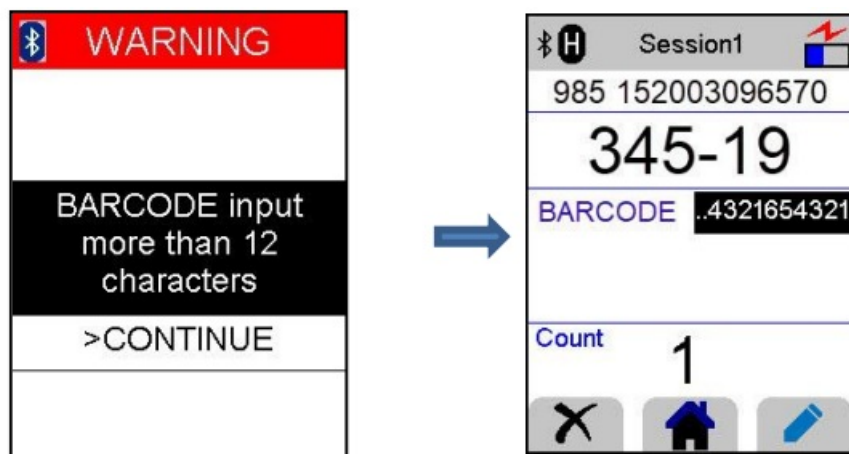 WARNING
BARCODE input
more than 12
characters
>CONTINUE
H Session1
985 152003096570
345-19
BARCODE ..4321654321
Count
1